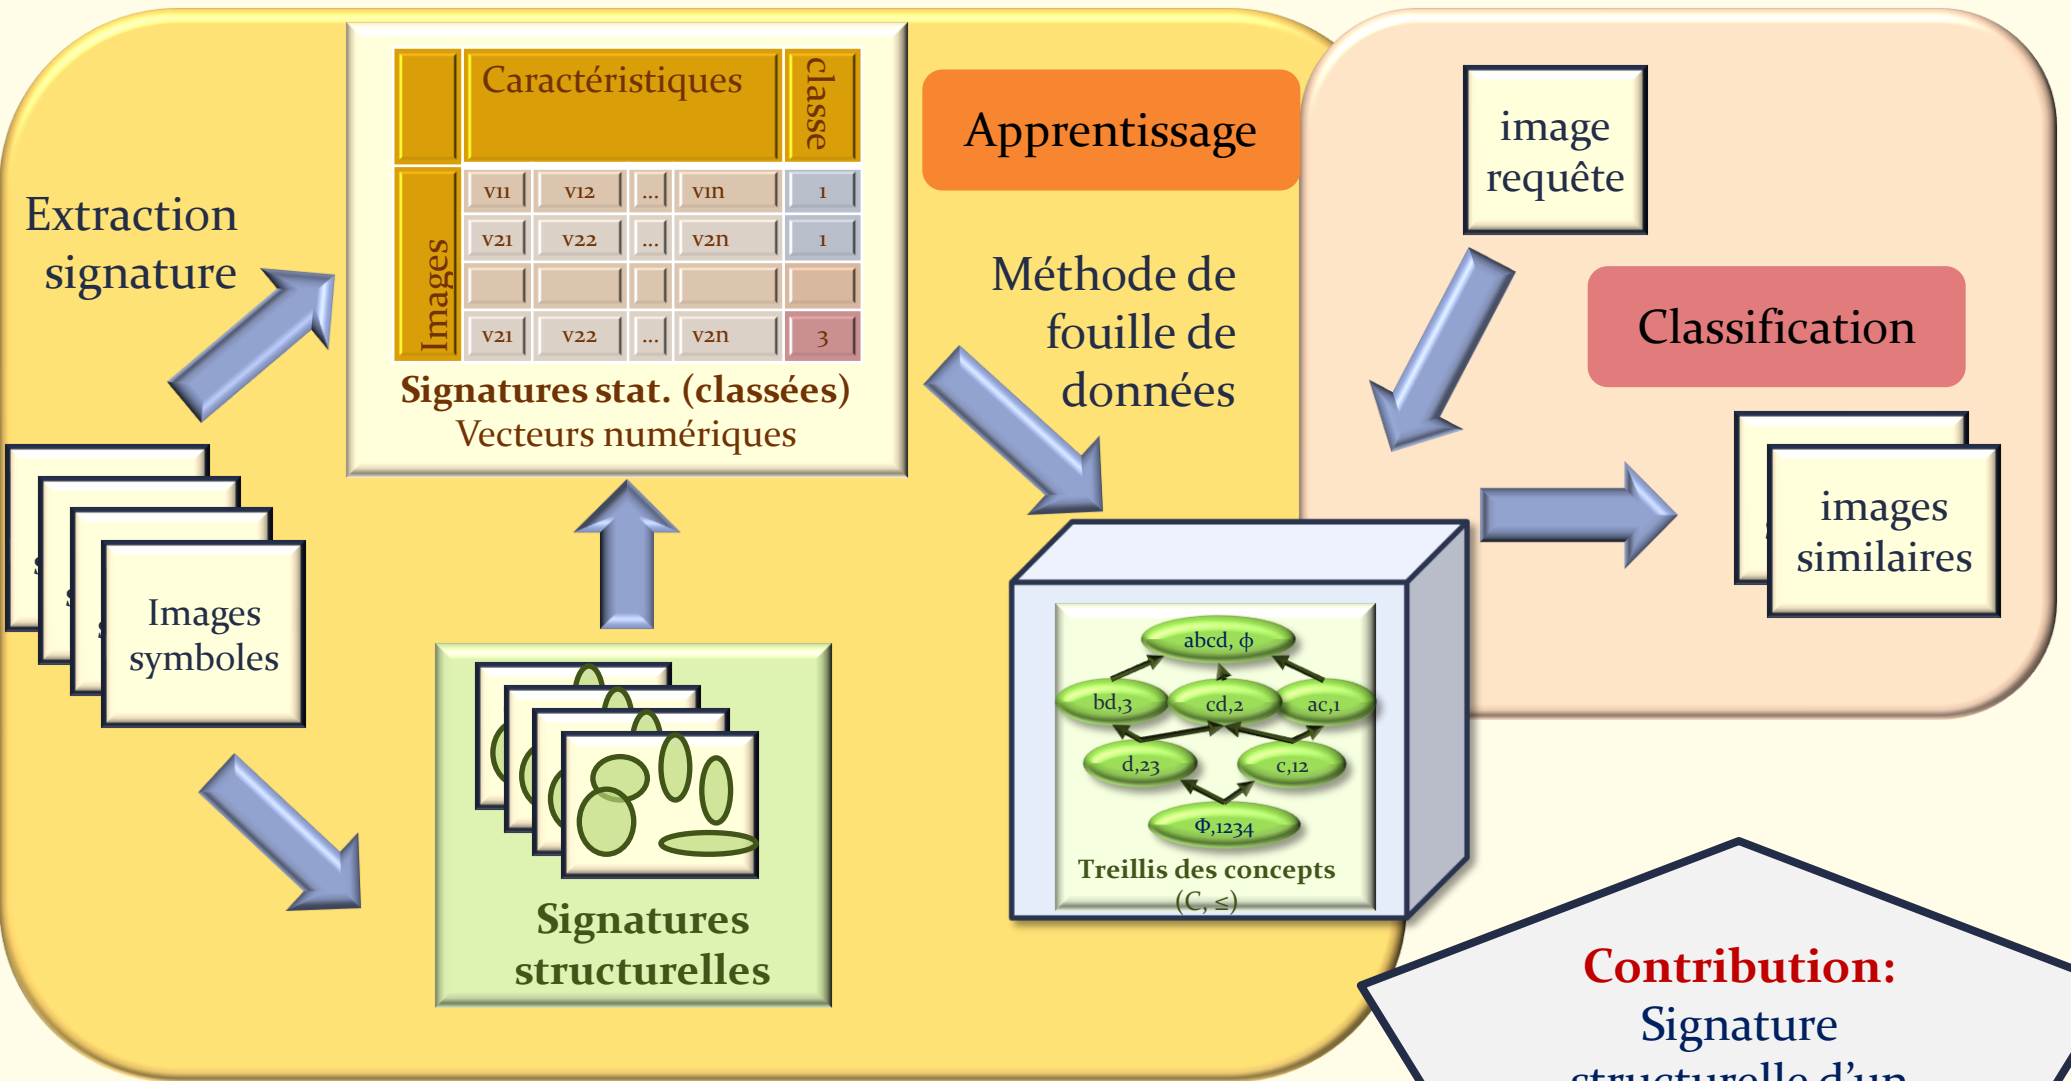 Extraction
signature
Caractéristiques
classe
Images
v11 v12 ... v1n 1
v21 v22 ... v2n 1
v21 v22 ... v2n 3
Signatures stat. (classées)
Vecteurs numériques
Apprentissage
Méthode de
fouille de
données
image
requête
Classification
images
similaires
Images
symboles
Signatures
structurelles
abcd, ф
bd,3 cd,2 ac,1
d,23 c,12
Ф,1234
Treillis des concepts
(C, ≤)
Contribution:
Signature
structurelle d’un